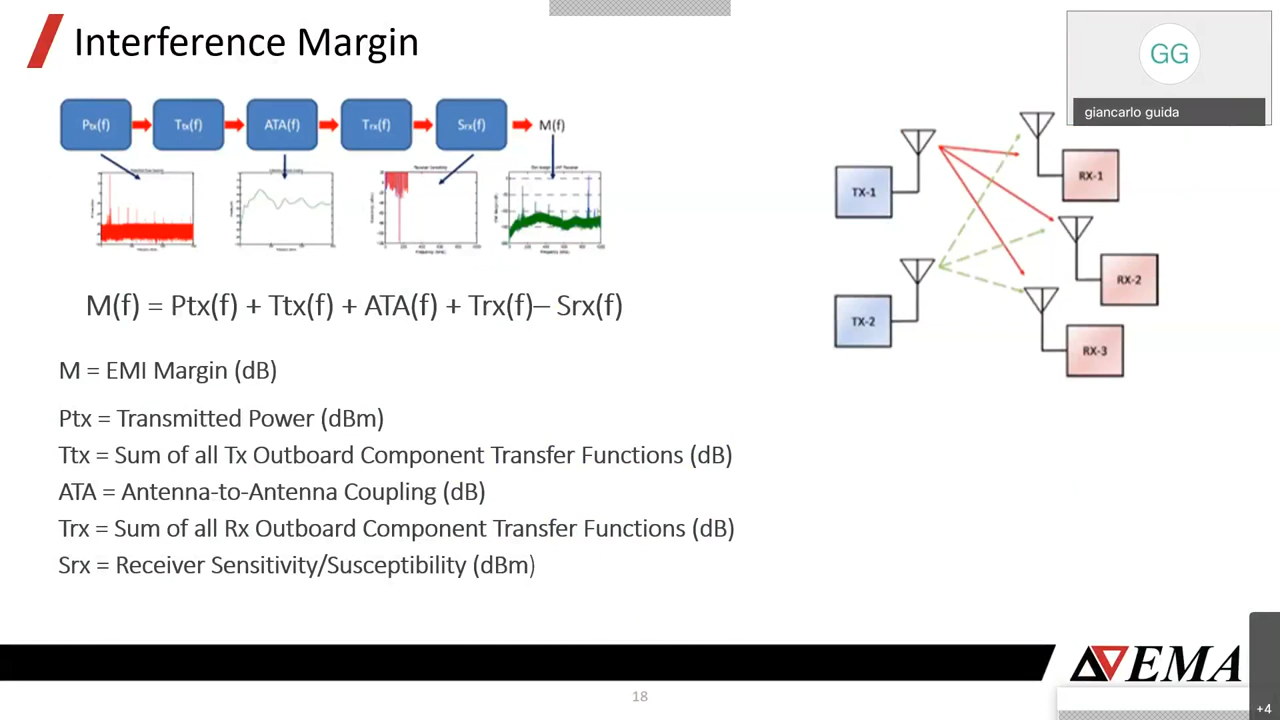 Interference Margin
GG
giancarlo guida
Ptx(f)
Ttx(f)
ATA(f)
Trx(f)
Srx(f)
M(f)
TX-1
RX-1
RX-2
TX-2
RX-3
M(f) = Ptx(f) + Ttx(f) + ATA(f) + Trx(f)– Srx(f)
M = EMI Margin (dB)
Ptx = Transmitted Power (dBm)
Ttx = Sum of all Tx Outboard Component Transfer Functions (dB)
ATA = Antenna-to-Antenna Coupling (dB)
Trx = Sum of all Rx Outboard Component Transfer Functions (dB)
Srx = Receiver Sensitivity/Susceptibility (dBm)
EMA
18
+4